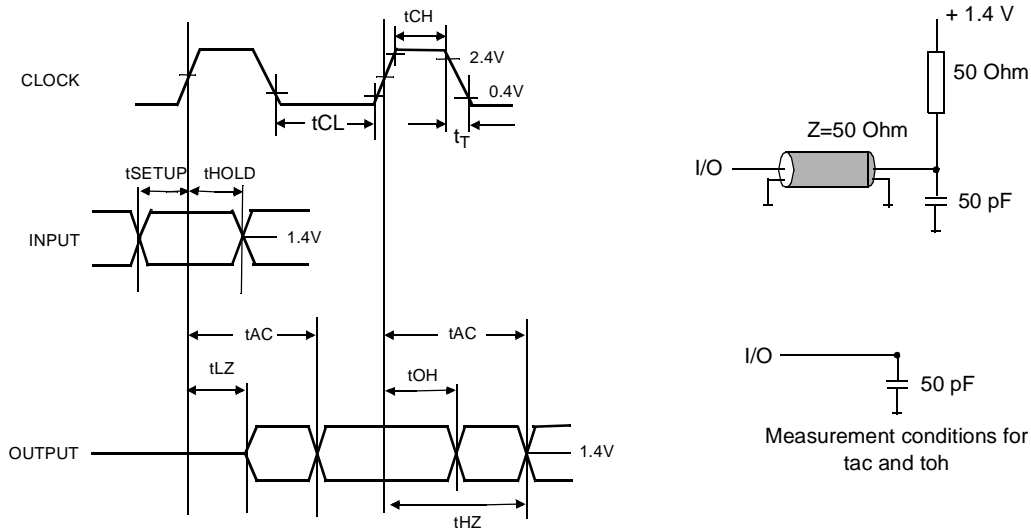 tCH
2.4V
CLOCK
0.4V
tCL
tT
tSETUP tHOLD
INPUT
1.4V
tAC
tAC
tLZ
tOH
OUTPUT
1.4V
tHZ
+ 1.4 V
50 Ohm
Z=50 Ohm
I/O
50 pF
I/O
50 pF
Measurement conditions for
tac and toh